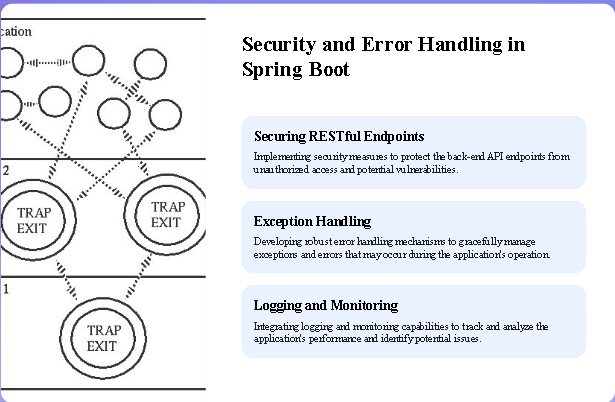 cation
2
TRAP
EXIT
TRAP
EXIT
1
TRAP
EXIT
Security and Error Handling in
Spring Boot
Securing RESTful Endpoints
Implementing security measures to protect the back-end API endpoints from
unauthorized access and potential vulnerabilities.
Exception Handling
Developing robust error handling mechanisms to gracefully manage
exceptions and errors that may occur during the application's operation.
Logging and Monitoring
Integrating logging and monitoring capabilities to track and analyze the
application's performance and identify potential issues.